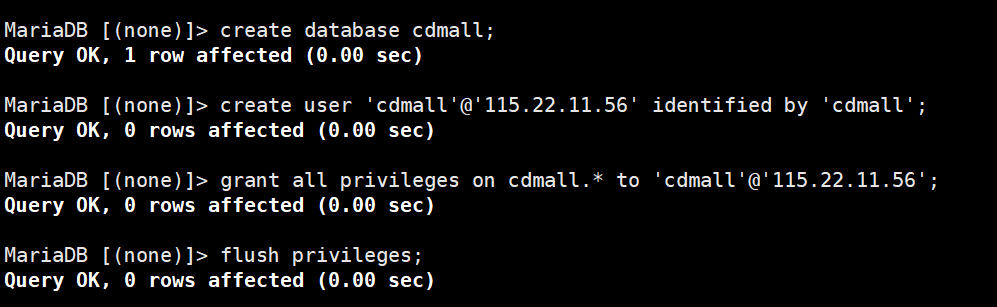 MariaDB [(none)]> create database cdmall;
Query OK, 1 row affected (0.00 sec)
MariaDB [(none)]> create user 'cdmall'@'115.22.11.56' identified by 'cdmall';
Query OK, 0 rows affected (0.00 sec)
MariaDB [(none)]> grant all privileges on cdmall.* to 'cdmall'@'115.22.11.56';
Query OK, 0 rows affected (0.00 sec)
MariaDB [(none)]> flush privileges;
Query OK, 0 rows affected (0.00 sec)